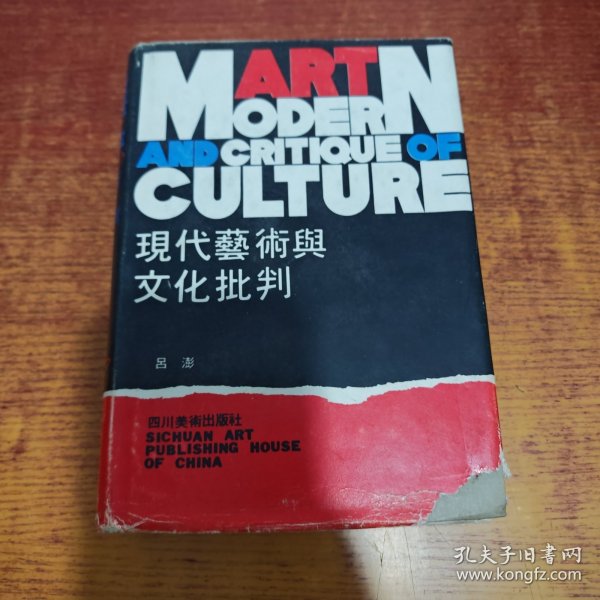 ART
MODERN
AND CRITIQUE OF
CULTURE
現代藝術與
文化批判
呂澎
四川美術出版社
SICHUAN ART
PUBLISHING HOUSE
OF CHINA
孔夫子旧书网
www.kongfz.com